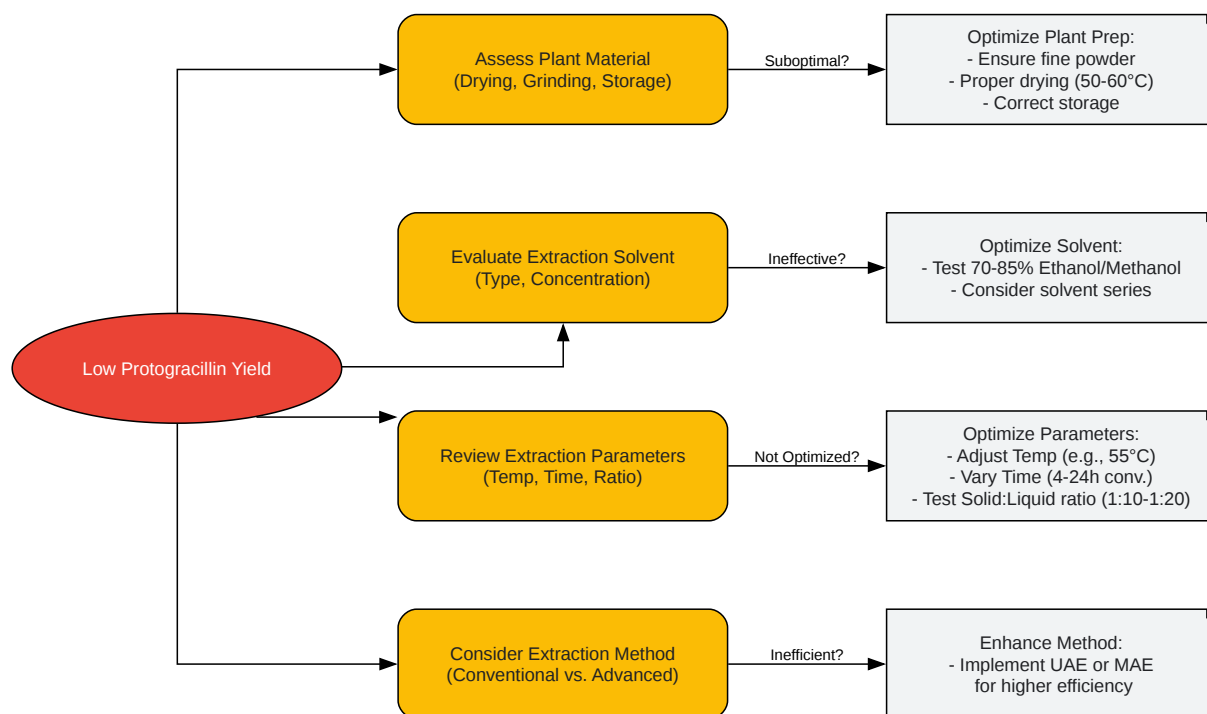 Assess Plant Material
(Drying, Grinding, Storage)
Suboptimal?
Optimize Plant Prep:
- Ensure fine powder
- Proper drying (50-60°C)
- Correct storage
Evaluate Extraction Solvent
(Type, Concentration)
Ineffective?
Optimize Solvent:
- Test 70-85% Ethanol/Methanol
- Consider solvent series
Low Protogracillin Yield
Review Extraction Parameters
(Temp, Time, Ratio)
Not Optimized?
Optimize Parameters:
- Adjust Temp (e.g., 55°C)
- Vary Time (4-24h conv.)
- Test Solid:Liquid ratio (1:10-1:20)
Consider Extraction Method
(Conventional vs. Advanced)
Inefficient?
Enhance Method:
- Implement UAE or MAE
for higher efficiency